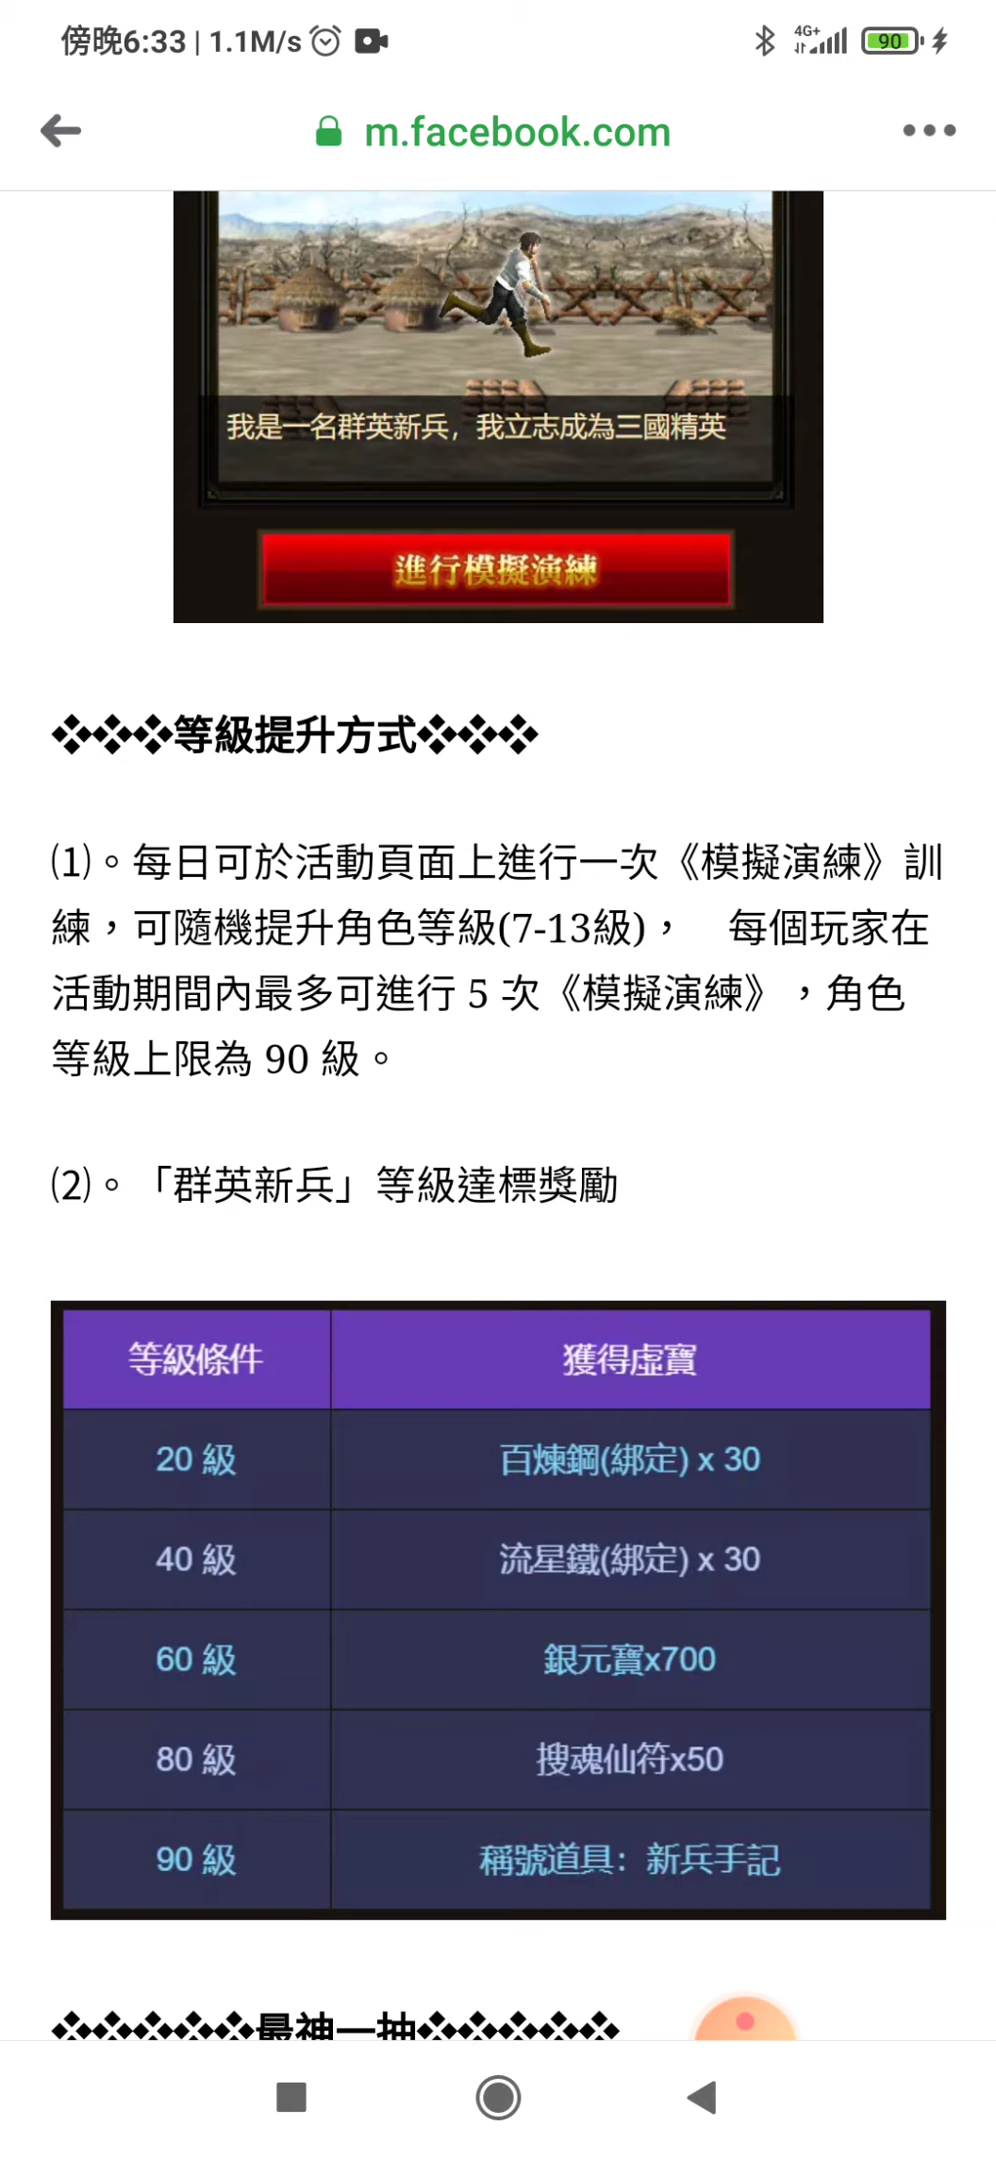 傍晚6:33 | 1.1M/s
4G+ 90
m.facebook.com
我是一名群英新兵，我立志成為三國精英
進行模擬演練
❖❖❖等級提升方式❖❖❖
(1)。每日可於活動頁面上進行一次《模擬演練》訓
練，可隨機提升角色等級(7-13級)，　每個玩家在
活動期間內最多可進行 5 次《模擬演練》，角色
等級上限為 90 級。
(2)。「群英新兵」等級達標獎勵
等級條件 獲得虛寶
20 級 百煉鋼(綁定) x 30
40 級 流星鐵(綁定) x 30
60 級 銀元寶x700
80 級 搜魂仙符x50
90 級 稱號道具：新兵手記
❖❖❖❖❖最神一抽❖❖❖❖❖